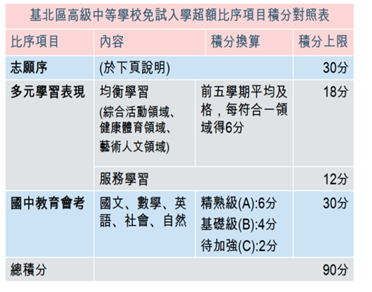 基北區高級中等學校免試入學超額比序項目積分對照表
比序項目 內容 積分換算 積分上限
志願序 (於下頁說明) 30分
多元學習表現 均衡學習 前五學期平均及 18分
(綜合活動領域、 格，每符合一領
健康體育領域、 域得6分
藝術人文領域)
服務學習 12分
國中教育會考 國文、數學、英 精熟級(A):6分 30分
語、社會、自然 基礎級(B):4分
待加強(C):2分
總積分 90分